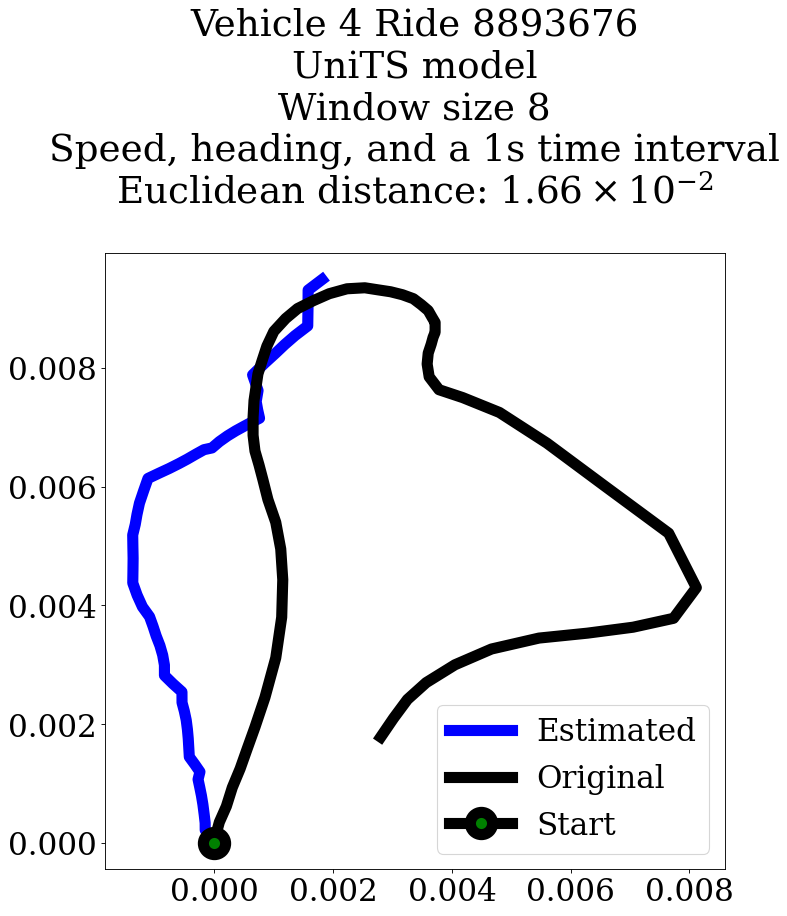 Vehicle 4 Ride 8893676
UniTS model
Window size 8
Speed, heading, and a 1s time interval
Euclidean distance: 1.66 × 10⁻²
0.008
0.006
0.004
0.002
0.000
Estimated
Original
Start
0.000 0.002 0.004 0.006 0.008